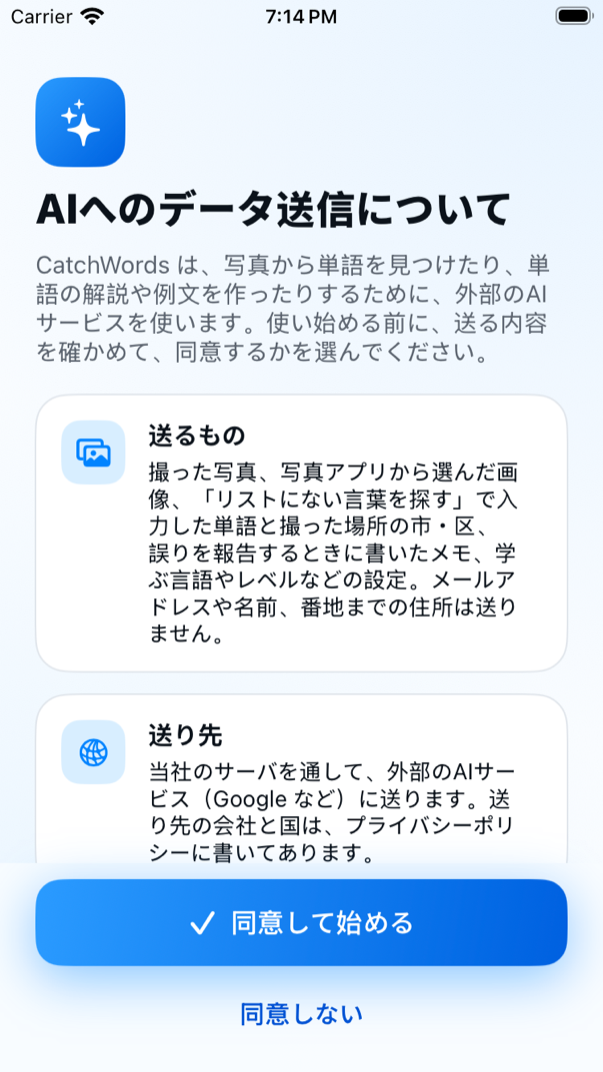 Carrier 7:14 PM
AIへのデータ送信について
CatchWords は、写真から単語を見つけたり、単
語の解説や例文を作ったりするために、外部のAI
サービスを使います。使い始める前に、送る内容
を確かめて、同意するかを選んでください。
送るもの
撮った写真、写真アプリから選んだ画
像、「リストにない言葉を探す」で入
力した単語と撮った場所の市・区、
誤りを報告するときに書いたメモ、学
ぶ言語やレベルなどの設定。メールア
ドレスや名前、番地までの住所は送り
ません。
送り先
当社のサーバを通して、外部のAIサー
ビス（Google など）に送ります。送
り先の会社と国は、プライバシーポリ
シーに書いてあります。
同意して始める
同意しない